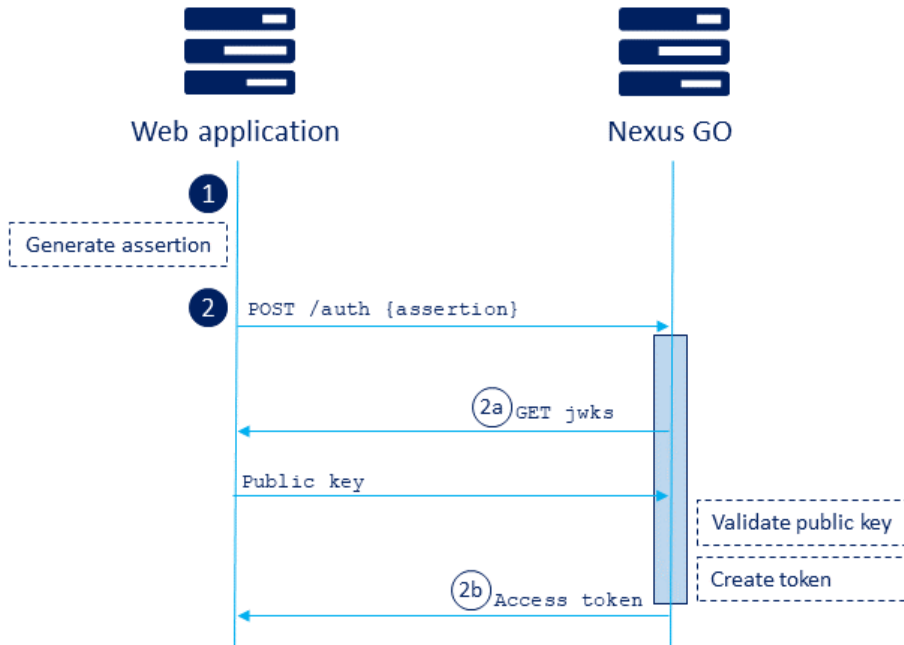 Web application
Nexus GO
1
Generate assertion
2
POST /auth {assertion}
2a
GET jwks
Public key
Validate public key
Create token
2b
Access token